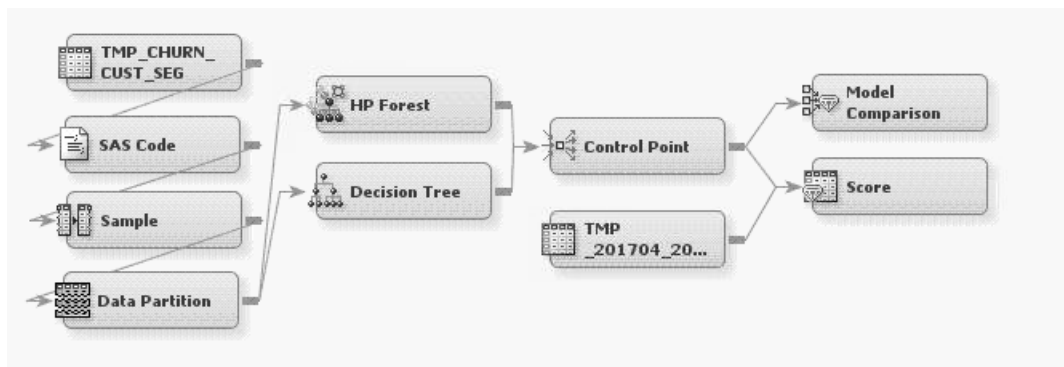 TMP_CHURN_
CUST_SEG
SAS Code
Sample
Data Partition
HP Forest
Decision Tree
Control Point
TMP
_201704_20...
Model
Comparison
Score